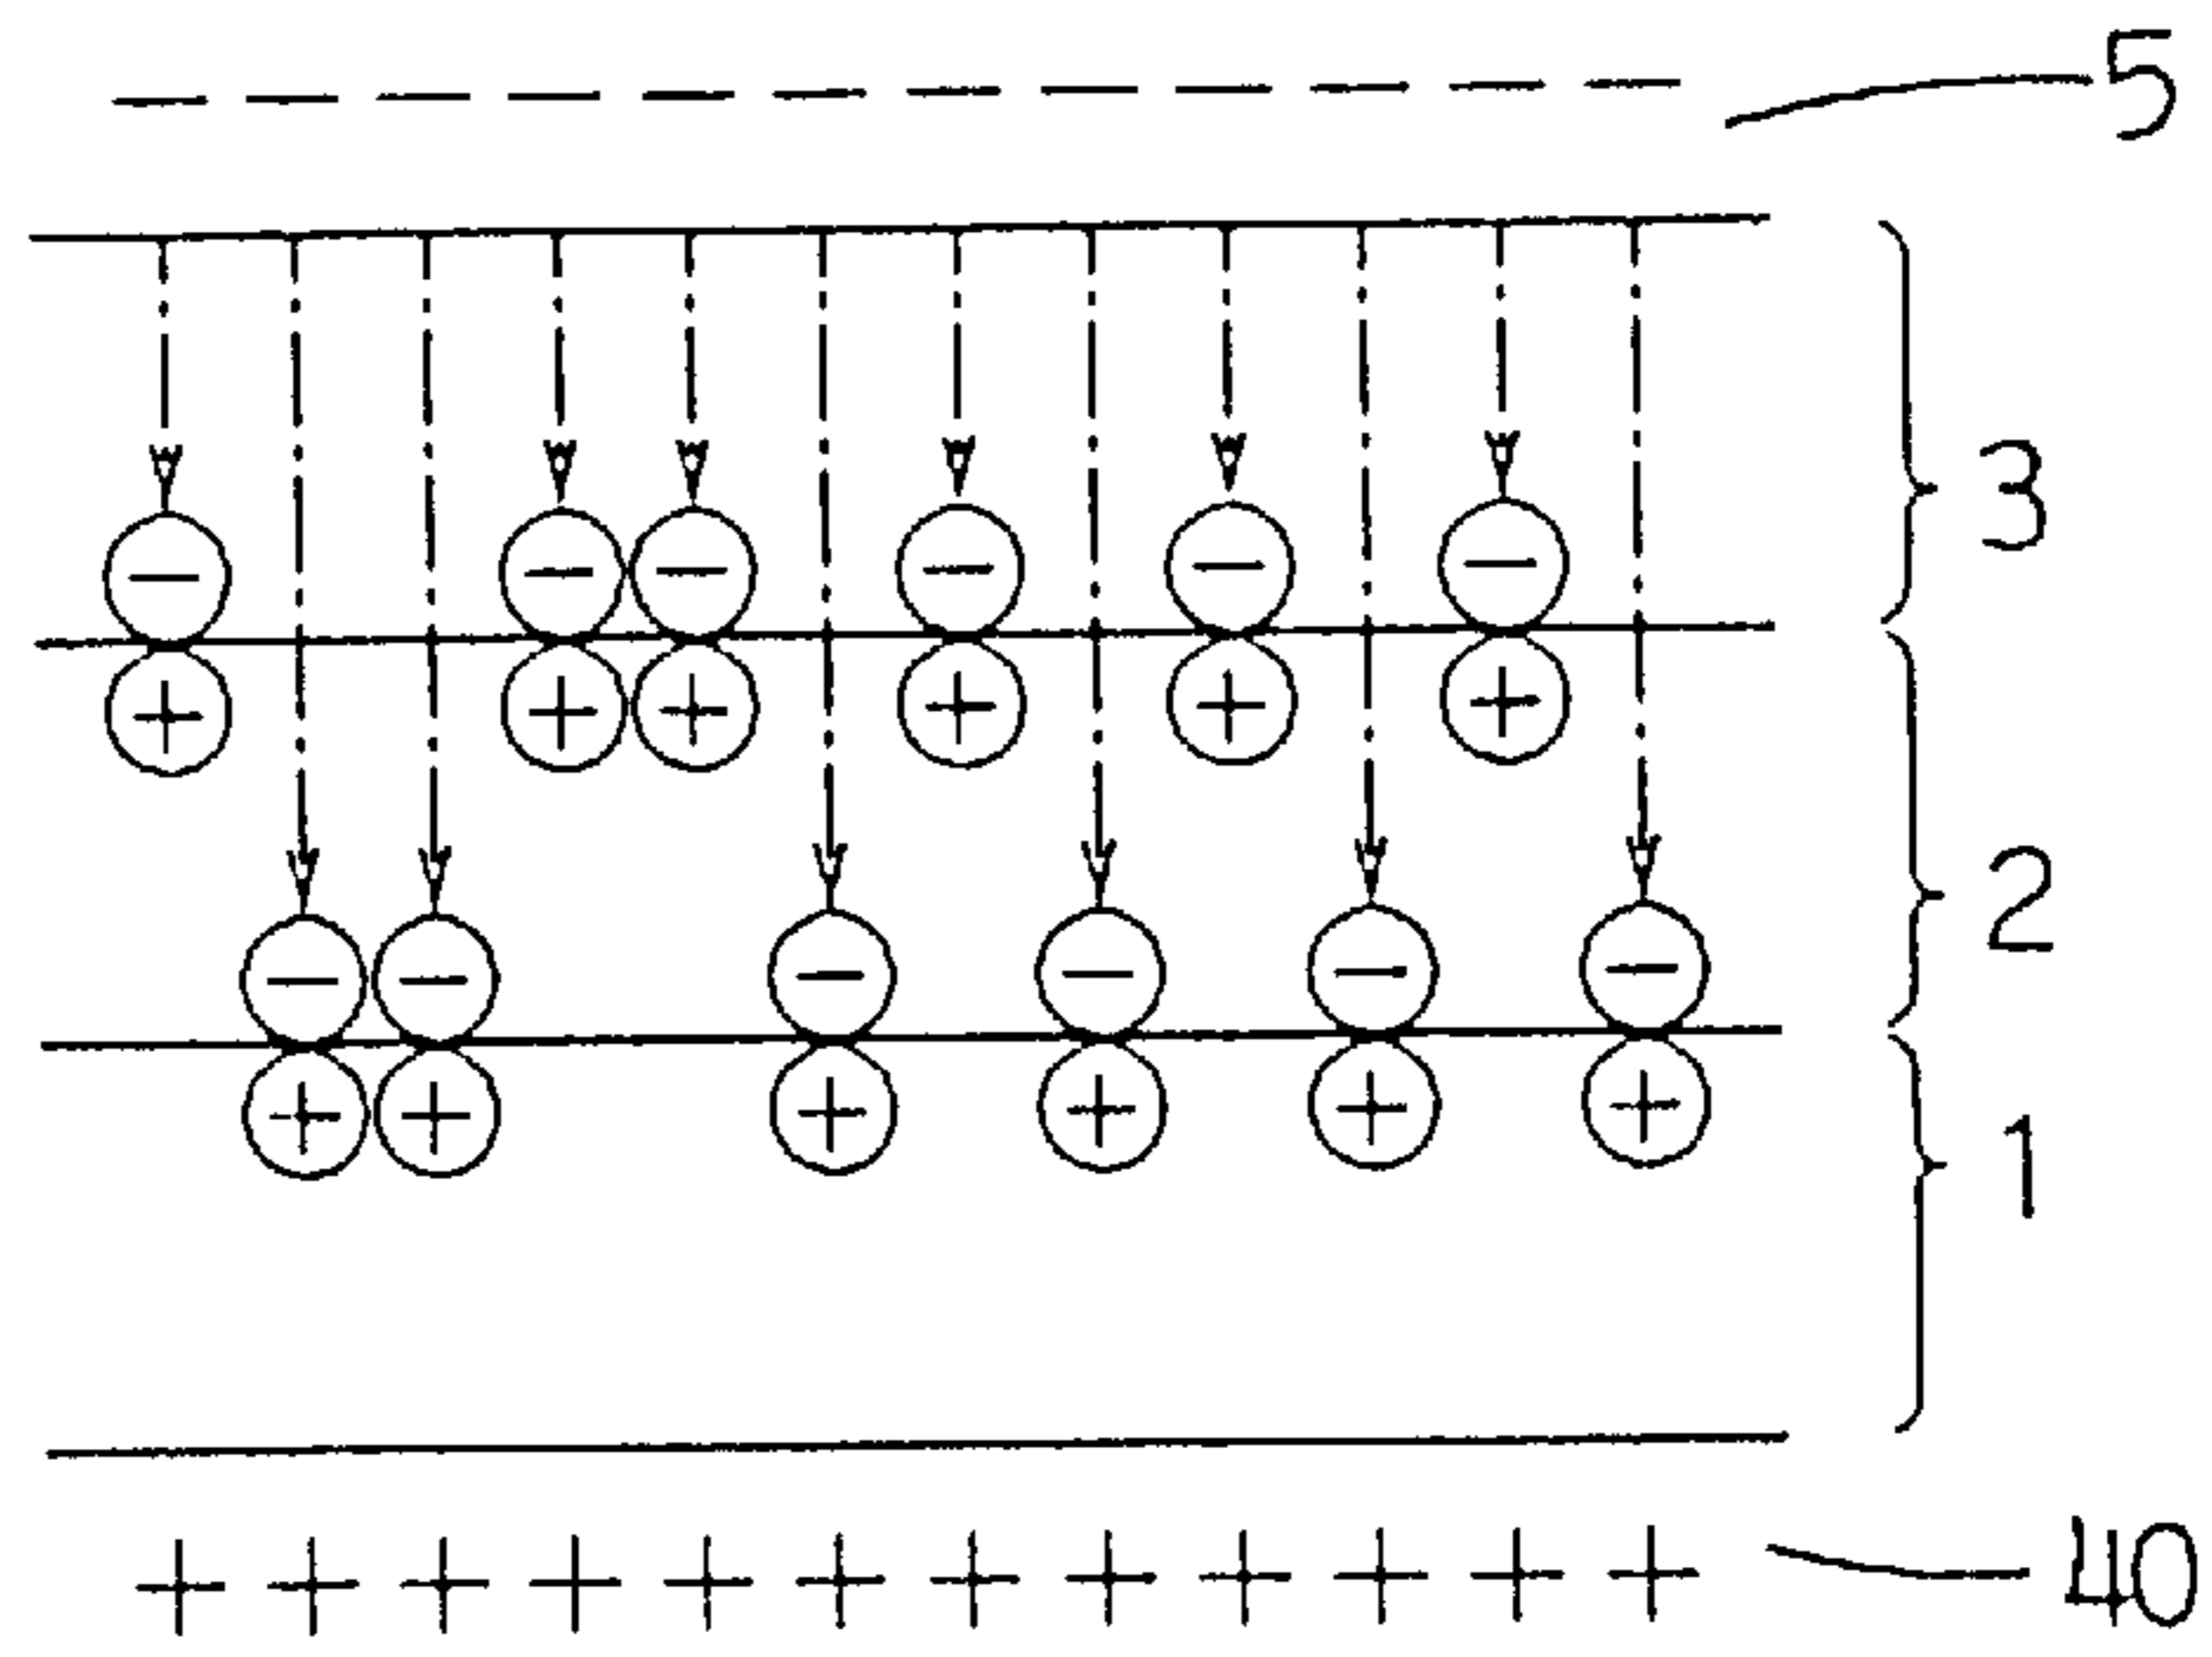 — — — — — — — — — — — — 5
3
− − − − − −
+ + + + + +
2
− − − − − −
+ + + + + +
1
+ + + + + + + + + + + + 40